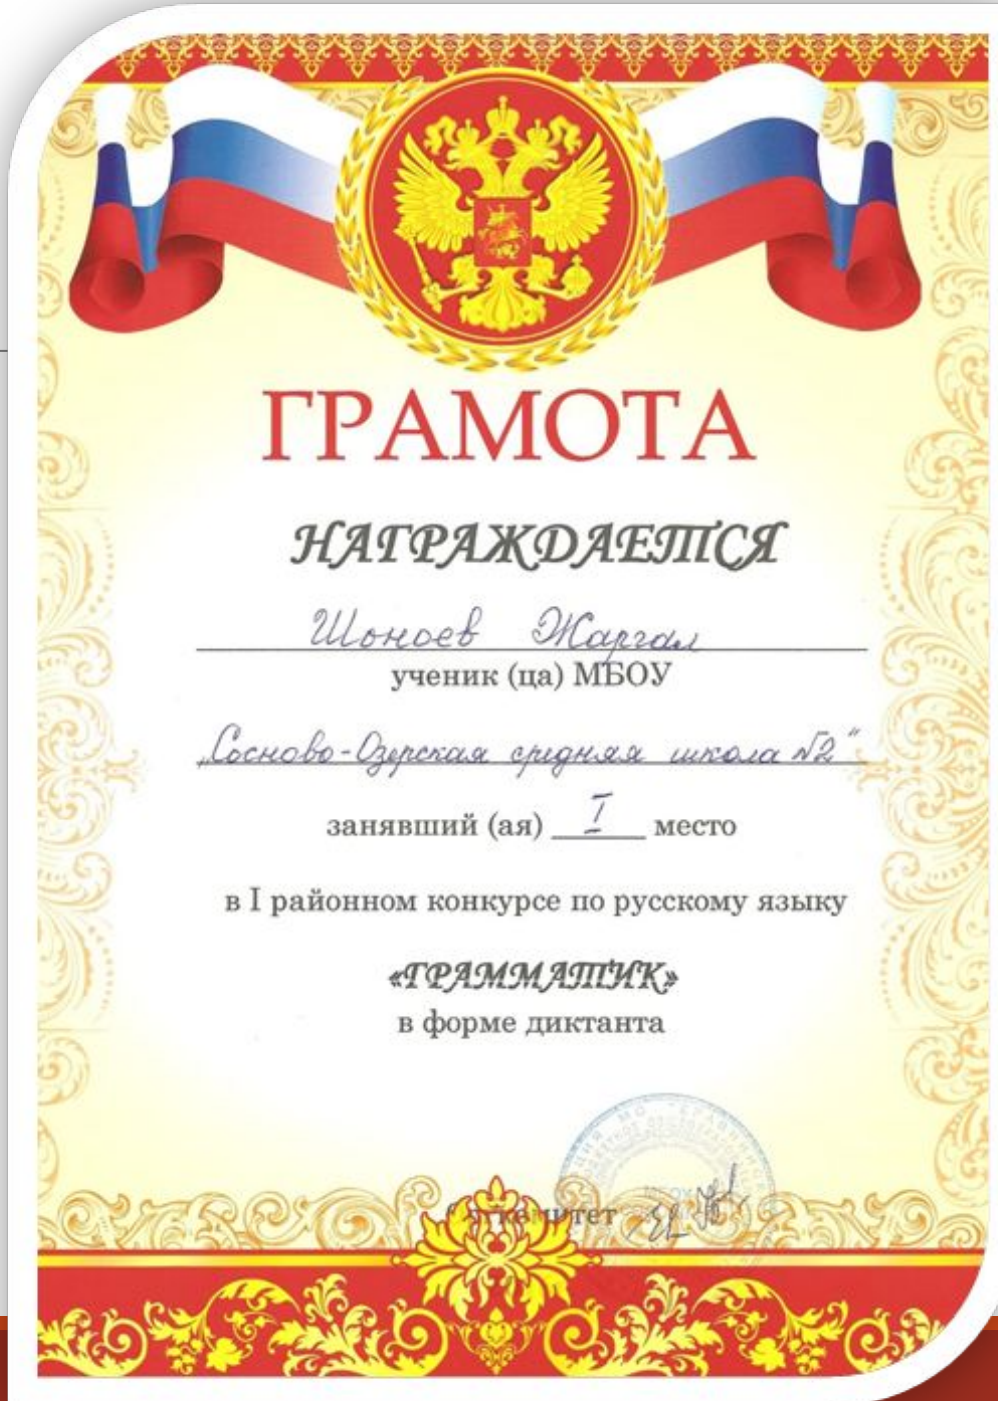 ГРАМОТА
НАГРАЖДАЕТСЯ
Шоноев Жаргал
ученик (ца) МБОУ
„Сосново-Озерская средняя школа №2"
занявший (ая) I место
в I районном конкурсе по русскому языку
«ГРАММАТИК»
в форме диктанта